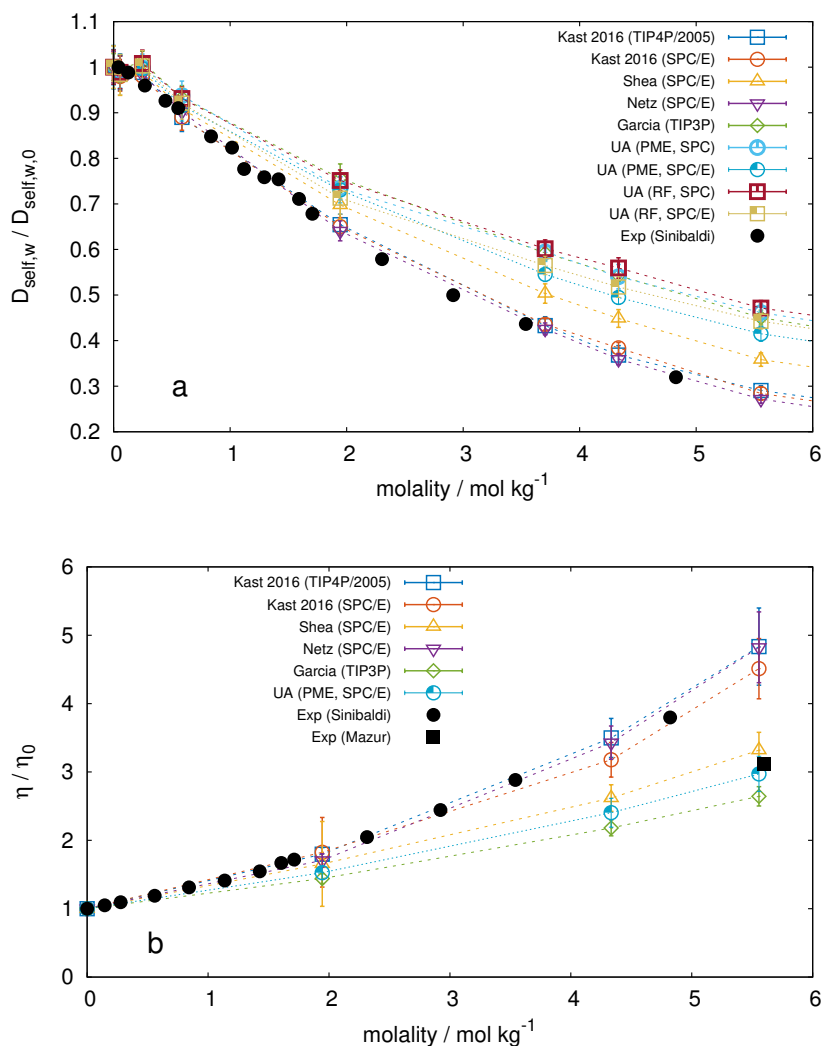 1.1
1
0.9
0.8
0.7
0.6
0.5
0.4
0.3
0.2
D_self,w / D_self,w,0
Kast 2016 (TIP4P/2005)
Kast 2016 (SPC/E)
Shea (SPC/E)
Netz (SPC/E)
Garcia (TIP3P)
UA (PME, SPC)
UA (PME, SPC/E)
UA (RF, SPC)
UA (RF, SPC/E)
Exp (Sinibaldi)
a
0 1 2 3 4 5 6
molality / mol kg⁻¹
6
5
4
3
2
1
0
η / η₀
Kast 2016 (TIP4P/2005)
Kast 2016 (SPC/E)
Shea (SPC/E)
Netz (SPC/E)
Garcia (TIP3P)
UA (PME, SPC/E)
Exp (Sinibaldi)
Exp (Mazur)
b
0 1 2 3 4 5 6
molality / mol kg⁻¹